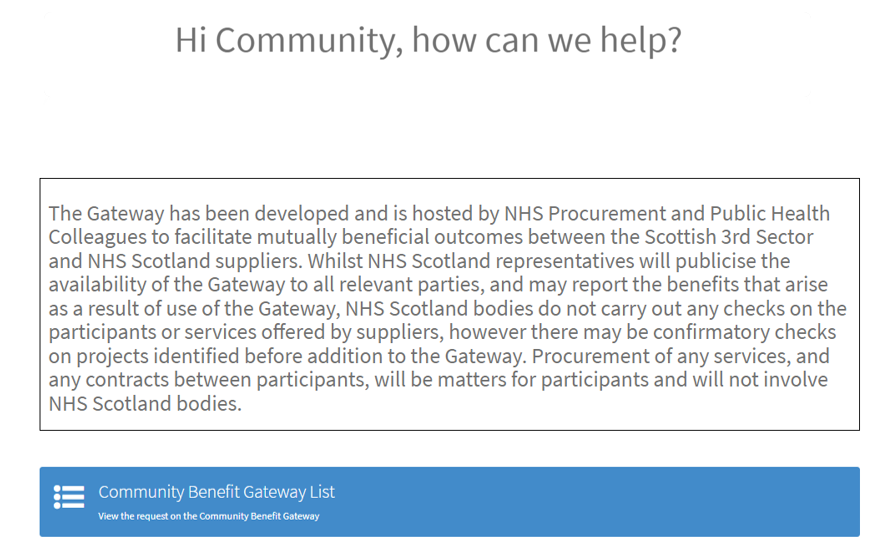 Hi Community, how can we help?
The Gateway has been developed and is hosted by NHS Procurement and Public Health
Colleagues to facilitate mutually beneficial outcomes between the Scottish 3rd Sector
and NHS Scotland suppliers. Whilst NHS Scotland representatives will publicise the
availability of the Gateway to all relevant parties, and may report the benefits that arise
as a result of use of the Gateway, NHS Scotland bodies do not carry out any checks on the
participants or services offered by suppliers, however there may be confirmatory checks
on projects identified before addition to the Gateway. Procurement of any services, and
any contracts between participants, will be matters for participants and will not involve
NHS Scotland bodies.
Community Benefit Gateway List
View the request on the Community Benefit Gateway